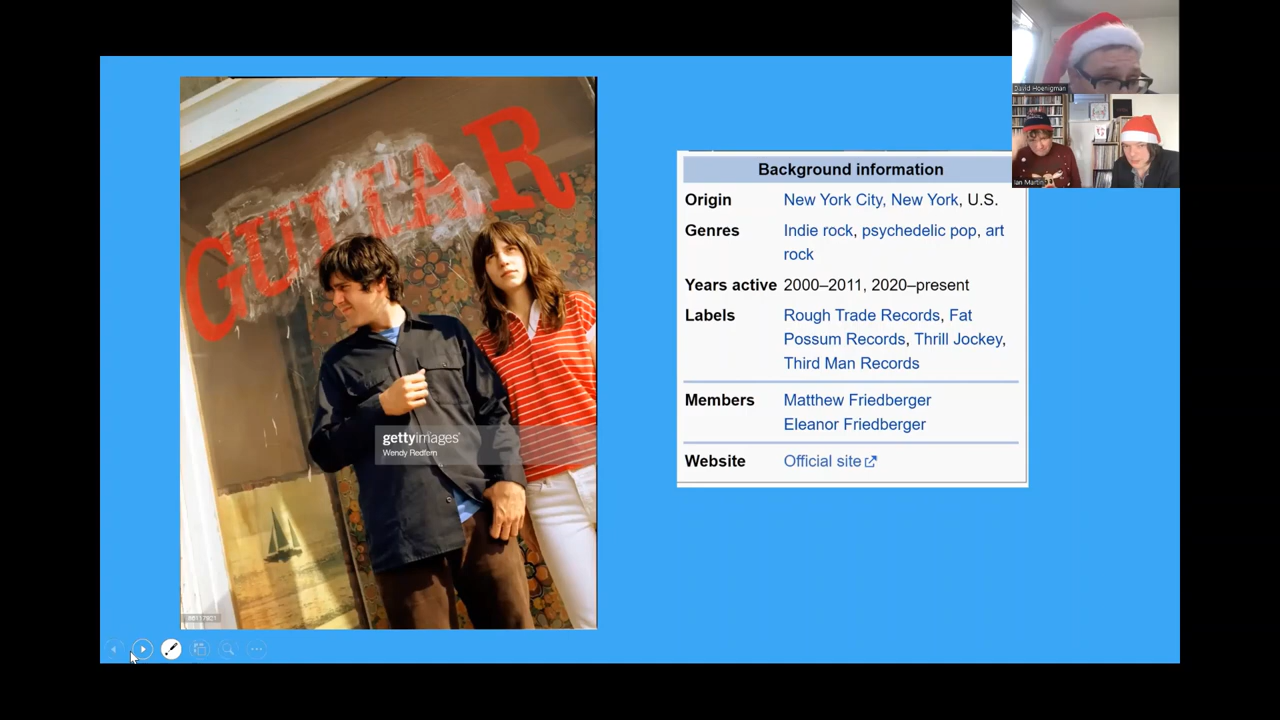 GUITAR
gettyimages®
Wendy Redfern
Background information
Origin New York City, New York, U.S.
Genres Indie rock, psychedelic pop, art
rock
Years active 2000–2011, 2020–present
Labels Rough Trade Records, Fat
Possum Records, Thrill Jockey,
Third Man Records
Members Matthew Friedberger
Eleanor Friedberger
Website Official site
David Hoenigman
Ian Martin